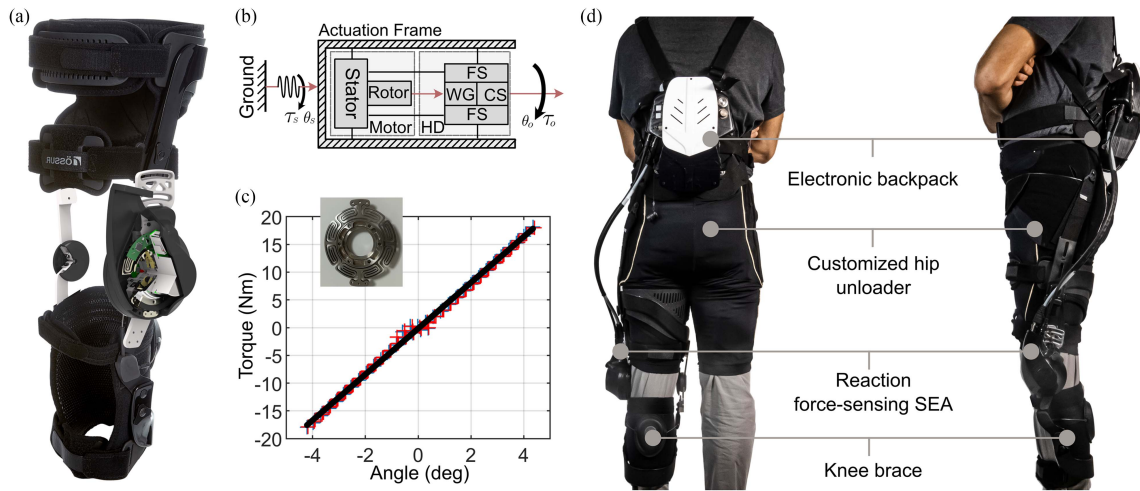 (a)
ÖSSUR
(b)
Actuation Frame
Ground
τs θs
Stator
Rotor
Motor
FS
WG CS
FS
HD
θo τo
(c)
20
15
10
5
0
-5
-10
-15
-20
Torque (Nm)
-4 -2 0 2 4
Angle (deg)
(d)
Electronic backpack
Customized hip
unloader
Reaction
force-sensing SEA
Knee brace